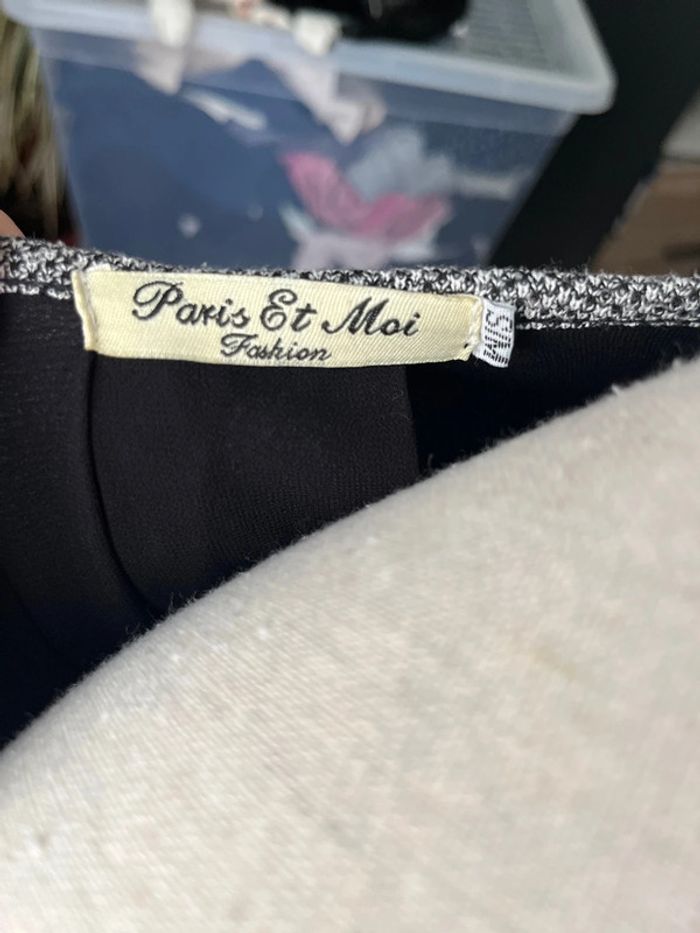 Paris Et Moi
Fashion
S/M